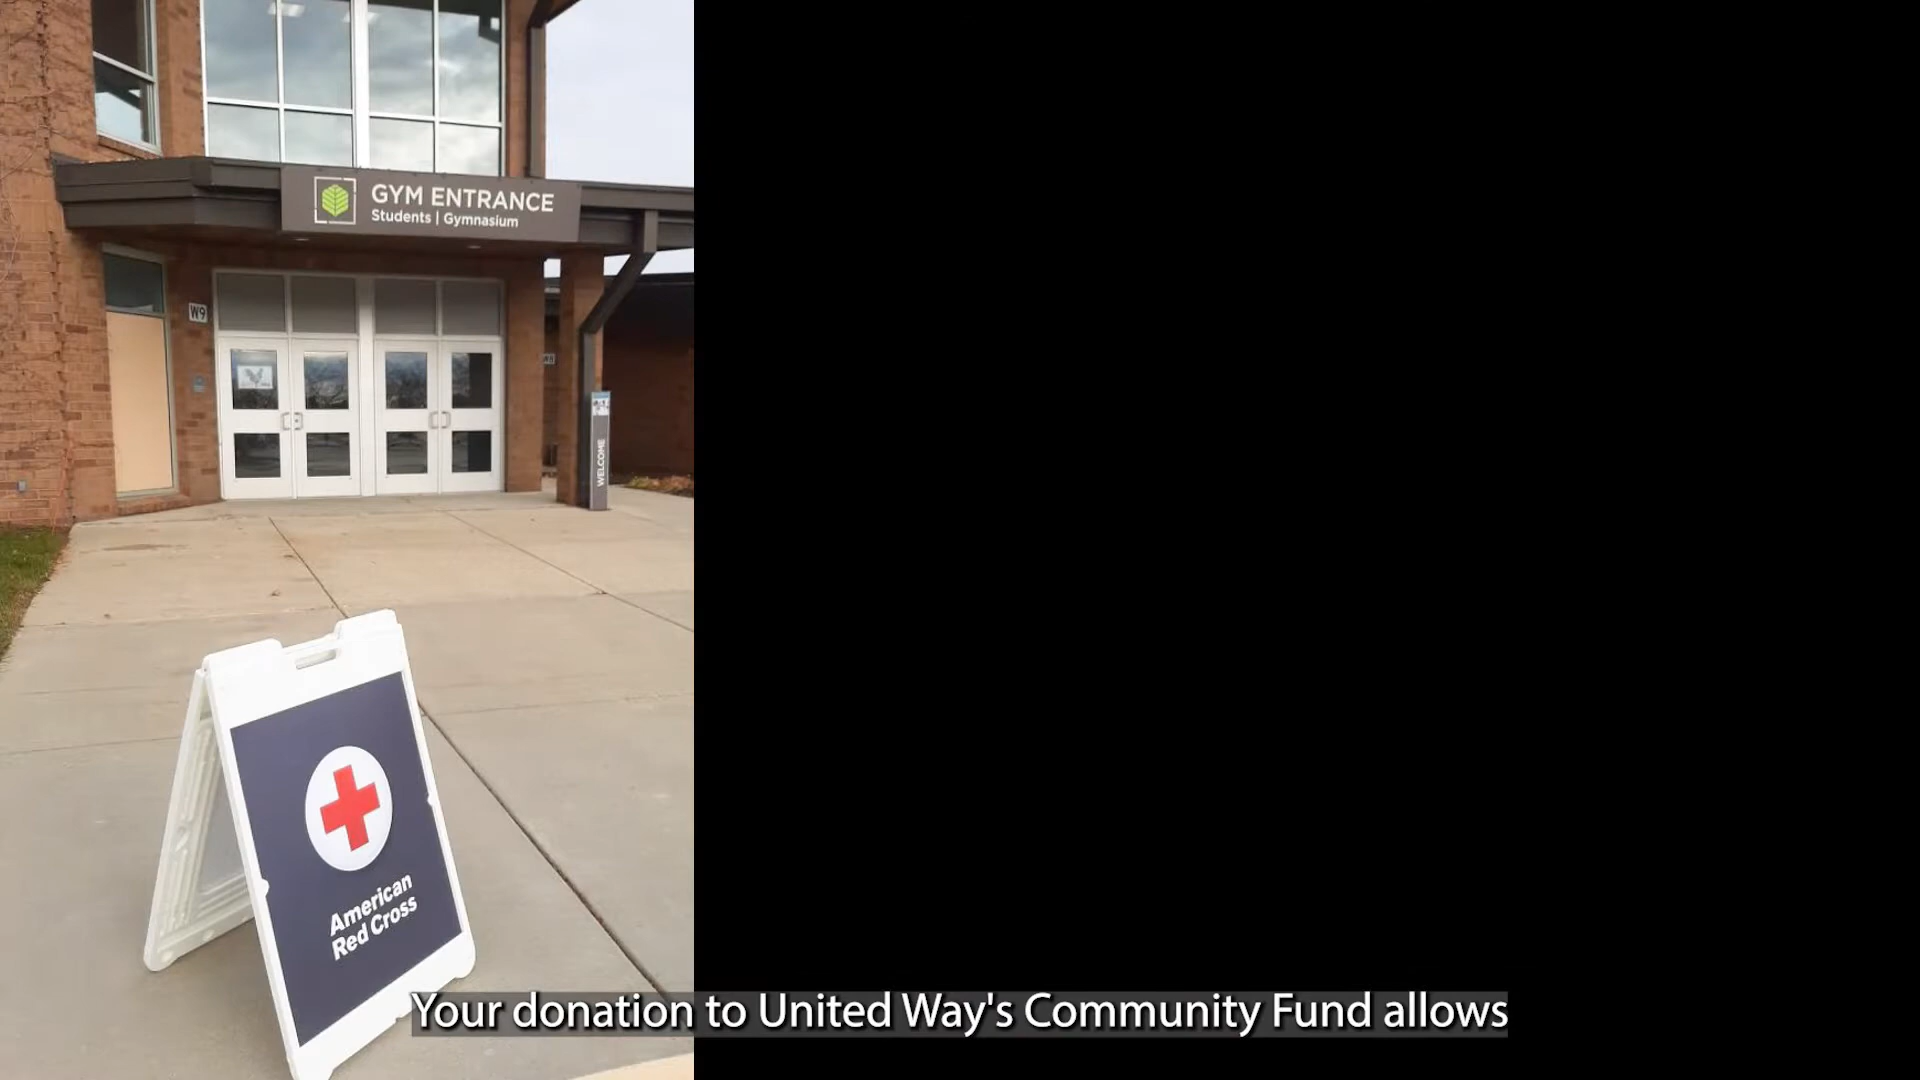 GYM ENTRANCE
Students | Gymnasium
W9
WELCOME
American
Red Cross
Your donation to United Way's Community Fund allows